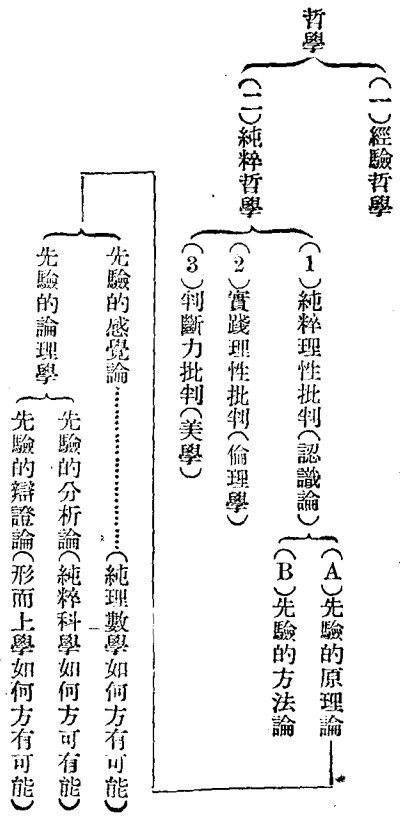 哲學
(一)經驗哲學
(二)純粹哲學
(1)純粹理性批判(認識論)
(2)實踐理性批判(倫理學)
(3)判斷力批判(美學)
(A)先驗的原理論
(B)先驗的方法論
先驗的感覺論………………(純理數學如何方有可能)
先驗的論理學
先驗的分析論(純粹科學如何方可有能)
先驗的辯證論(形而上學如何方有可能)